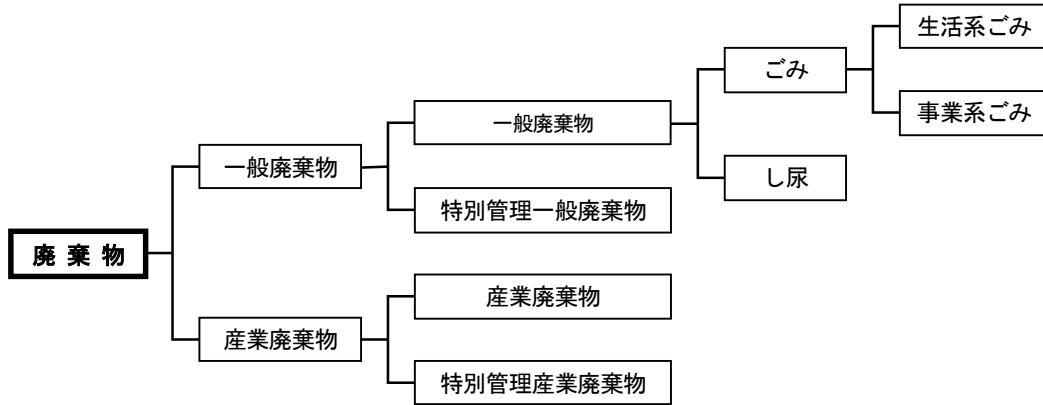 生活系ごみ
ごみ
事業系ごみ
一般廃棄物
一般廃棄物
し尿
特別管理一般廃棄物
廃 棄 物
産業廃棄物
産業廃棄物
特別管理産業廃棄物